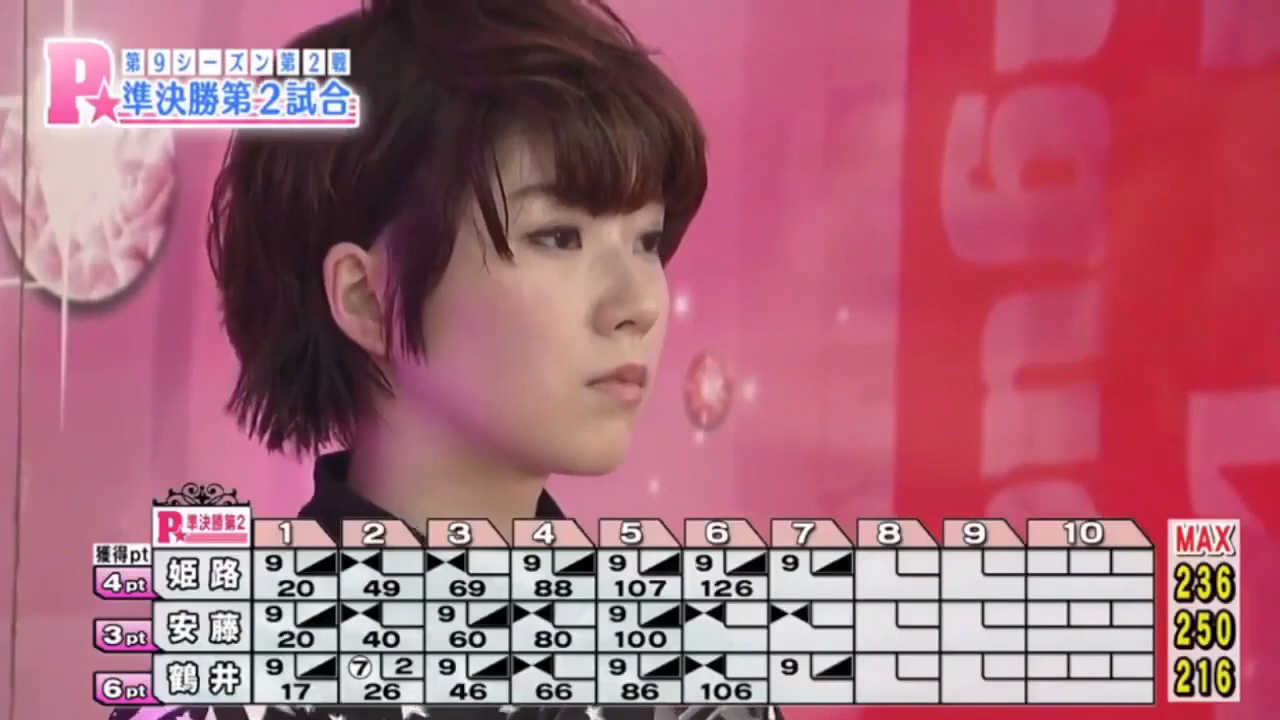 P★
第9シーズン第2戦
準決勝第2試合
P★準決勝第2 1 2 3 4 5 6 7 8 9 10 MAX
獲得pt
4pt 姫路 9 9 9 9 9 236
20 49 69 88 107 126
3pt 安藤 9 9 9 250
20 40 60 80 100
6pt 鶴井 9 ⑦ 2 9 9 9 216
17 26 46 66 86 106